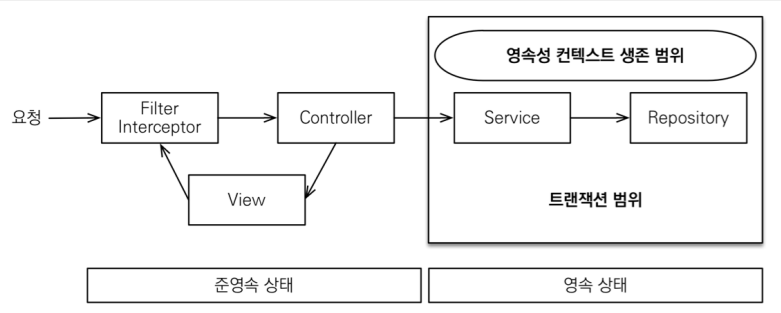 영속성 컨텍스트 생존 범위
요청
Filter
Interceptor
Controller
Service
Repository
View
트랜잭션 범위
준영속 상태
영속 상태